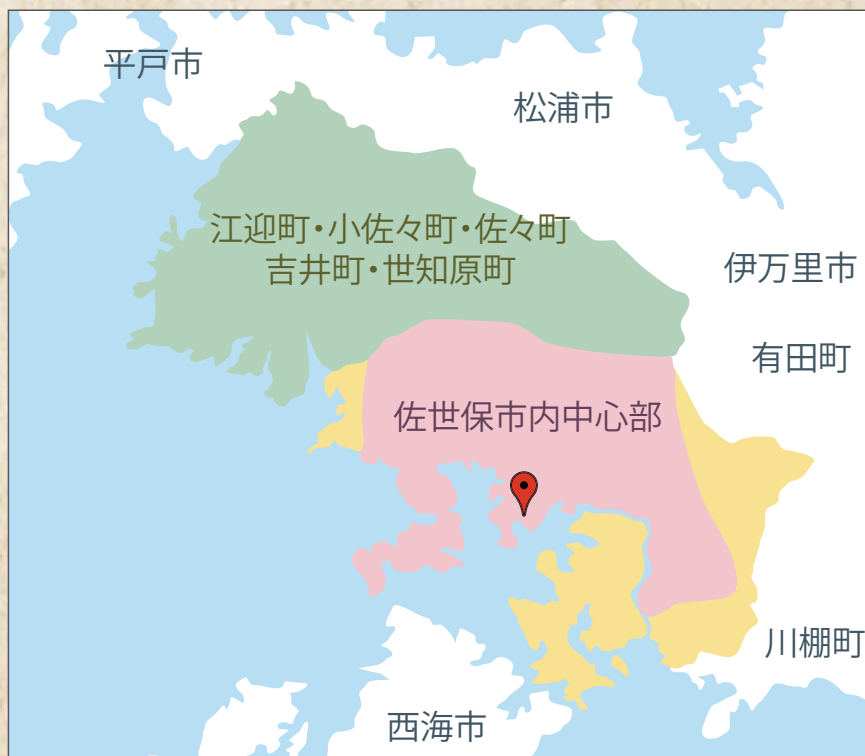 平戸市
松浦市
江迎町・小佐々町・佐々町
吉井町・世知原町
伊万里市
有田町
佐世保市内中心部
川棚町
西海市